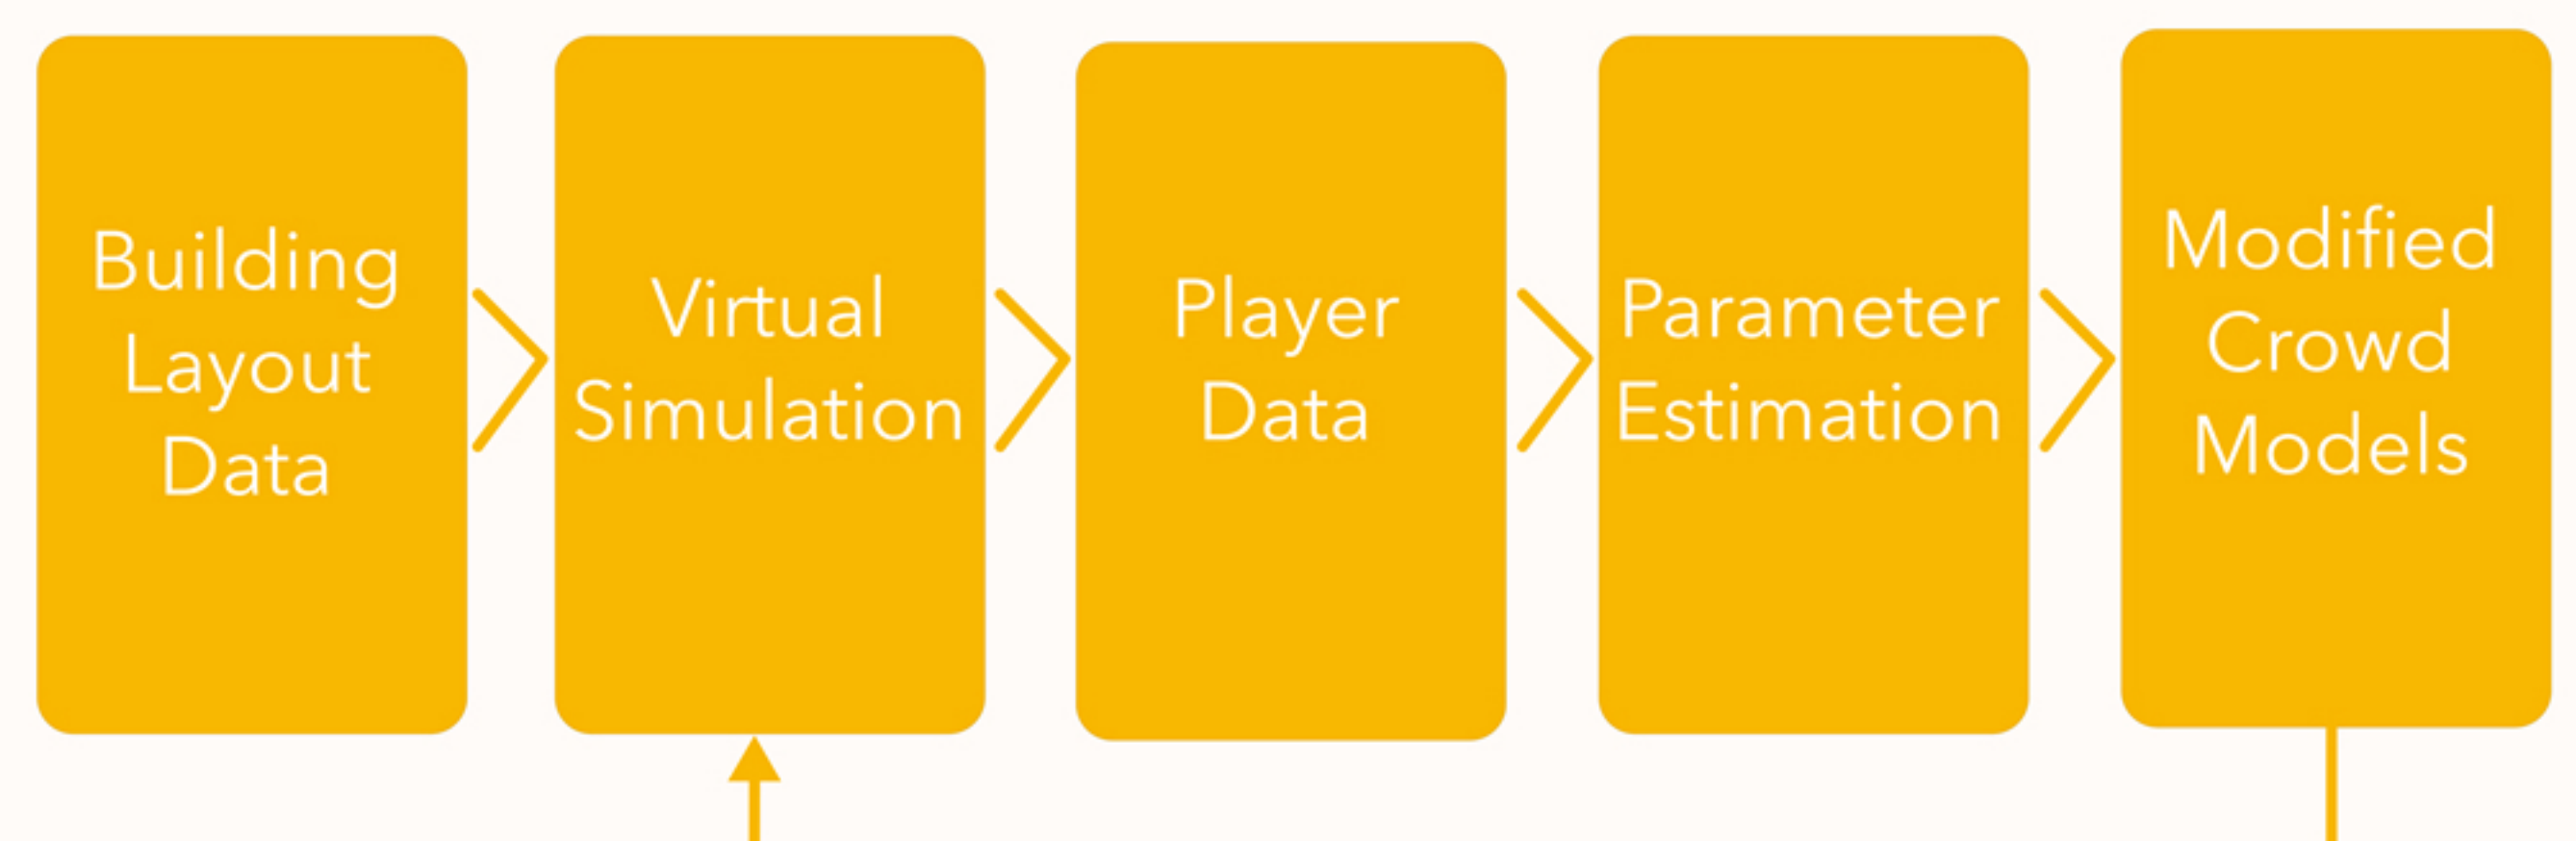 Building
Layout
Data
Virtual
Simulation
Player
Data
Parameter
Estimation
Modified
Crowd
Models